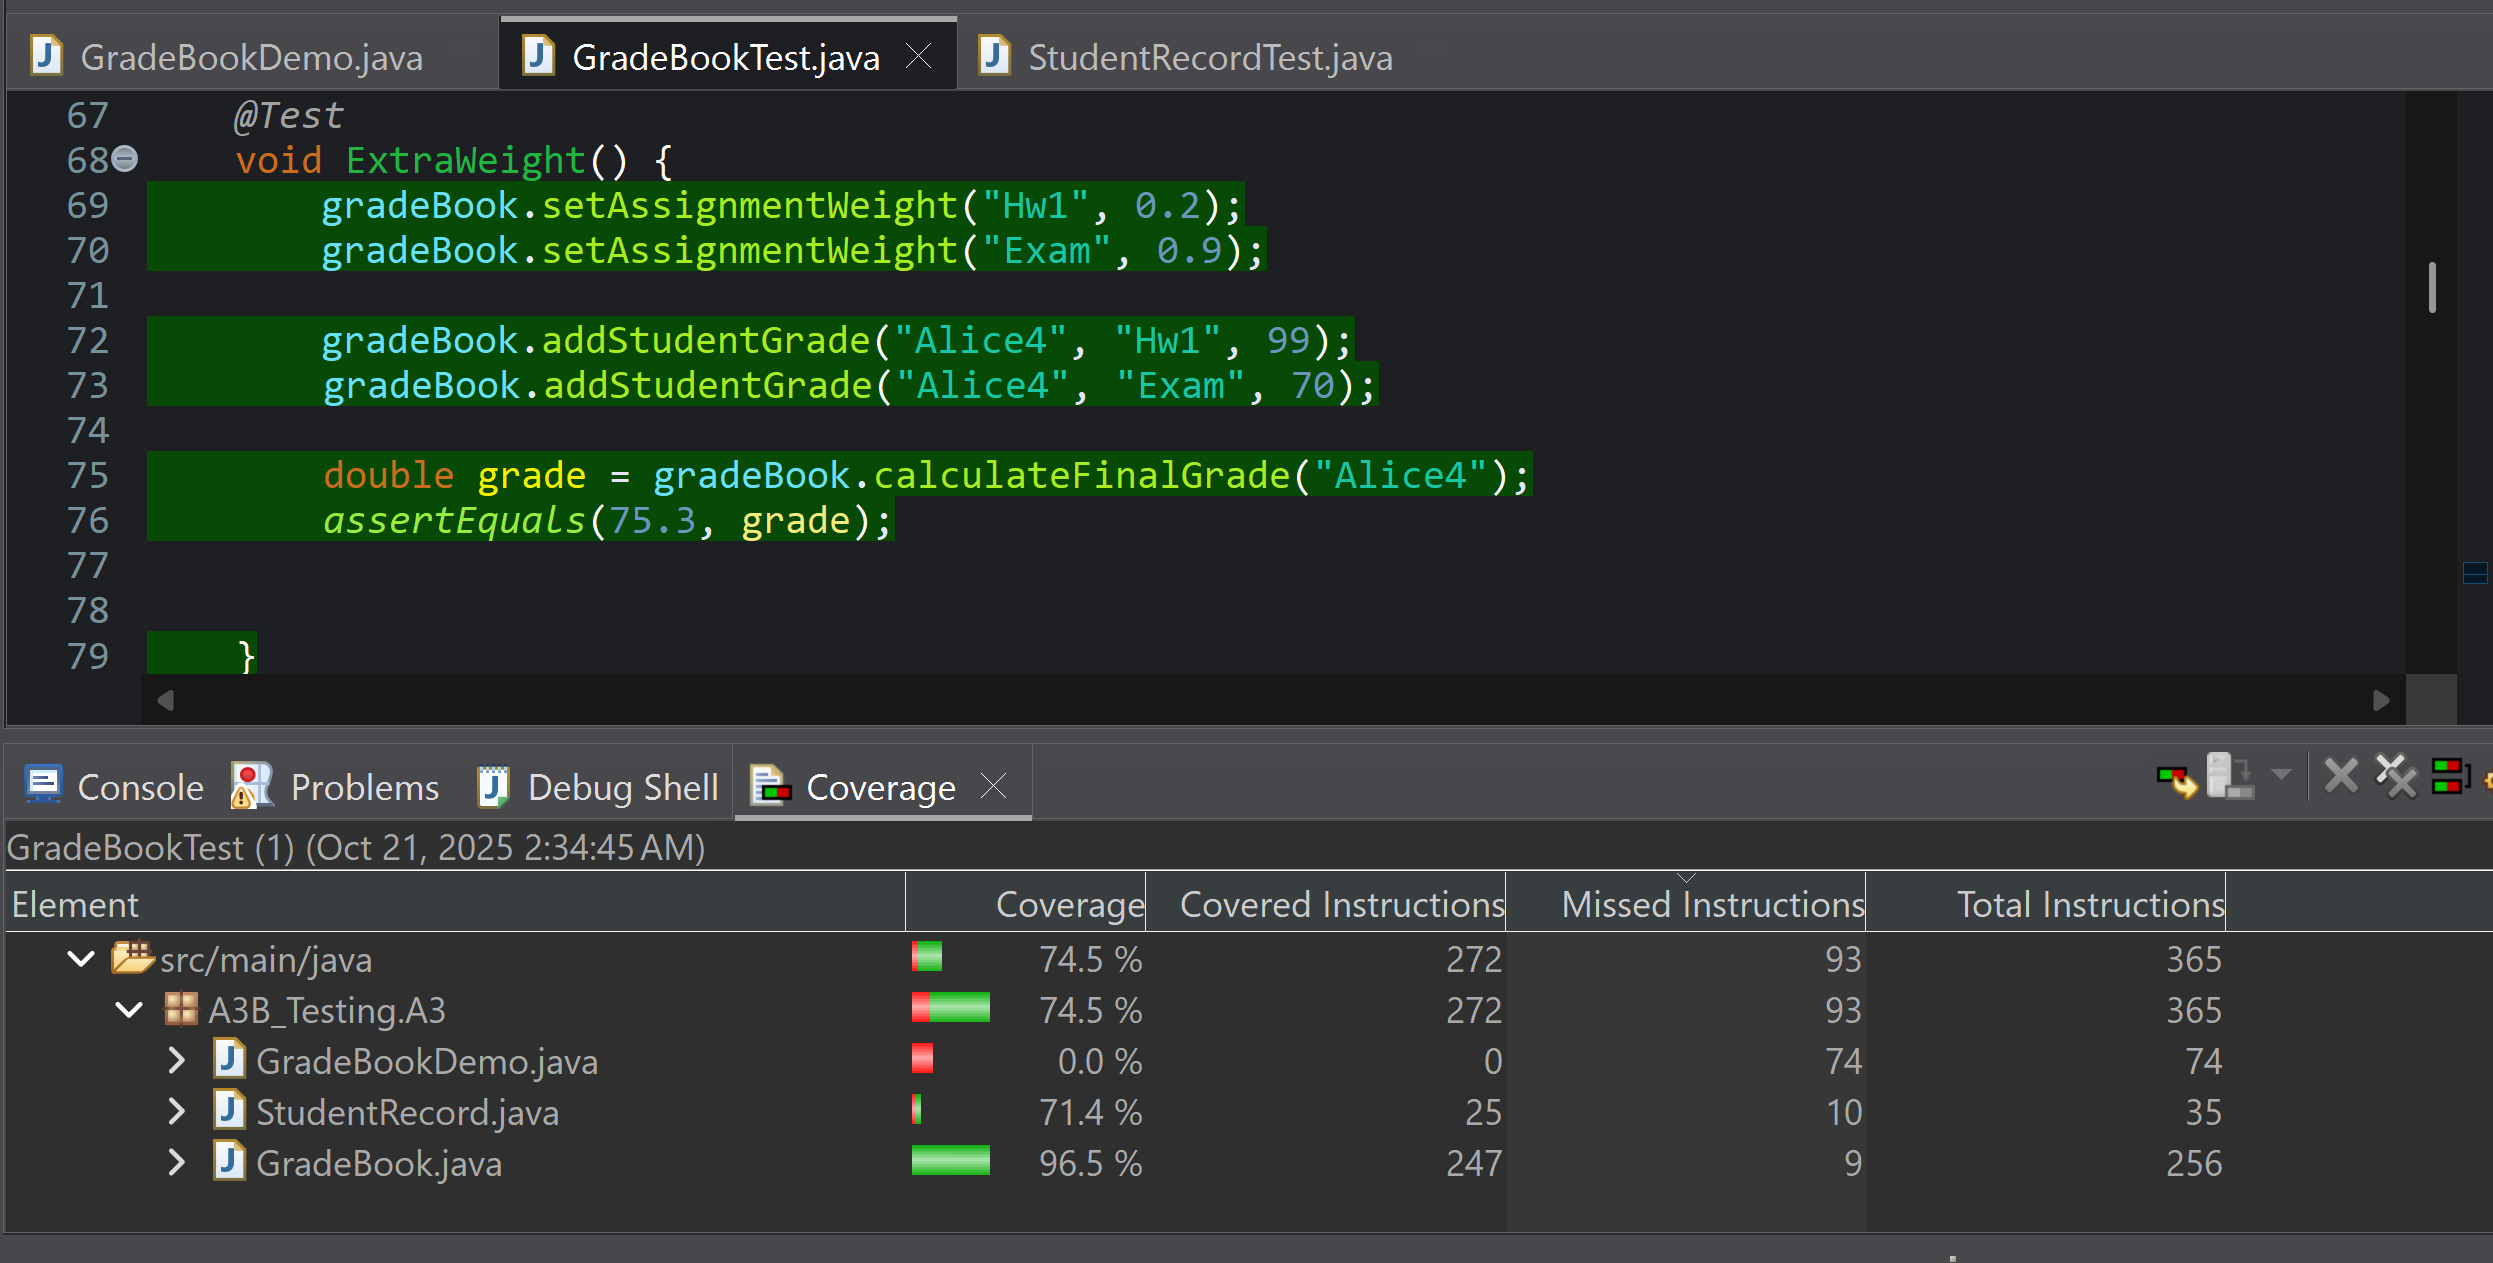 GradeBookDemo.java
GradeBookTest.java
StudentRecordTest.java
67 @Test
68 void ExtraWeight() {
69 gradeBook.setAssignmentWeight("Hw1", 0.2);
70 gradeBook.setAssignmentWeight("Exam", 0.9);
71
72 gradeBook.addStudentGrade("Alice4", "Hw1", 99);
73 gradeBook.addStudentGrade("Alice4", "Exam", 70);
74
75 double grade = gradeBook.calculateFinalGrade("Alice4");
76 assertEquals(75.3, grade);
77
78
79 }
Console Problems Debug Shell Coverage
GradeBookTest (1) (Oct 21, 2025 2:34:45 AM)
Element Coverage Covered Instructions Missed Instructions Total Instructions
src/main/java 74.5 % 272 93 365
A3B_Testing.A3 74.5 % 272 93 365
GradeBookDemo.java 0.0 % 0 74 74
StudentRecord.java 71.4 % 25 10 35
GradeBook.java 96.5 % 247 9 256